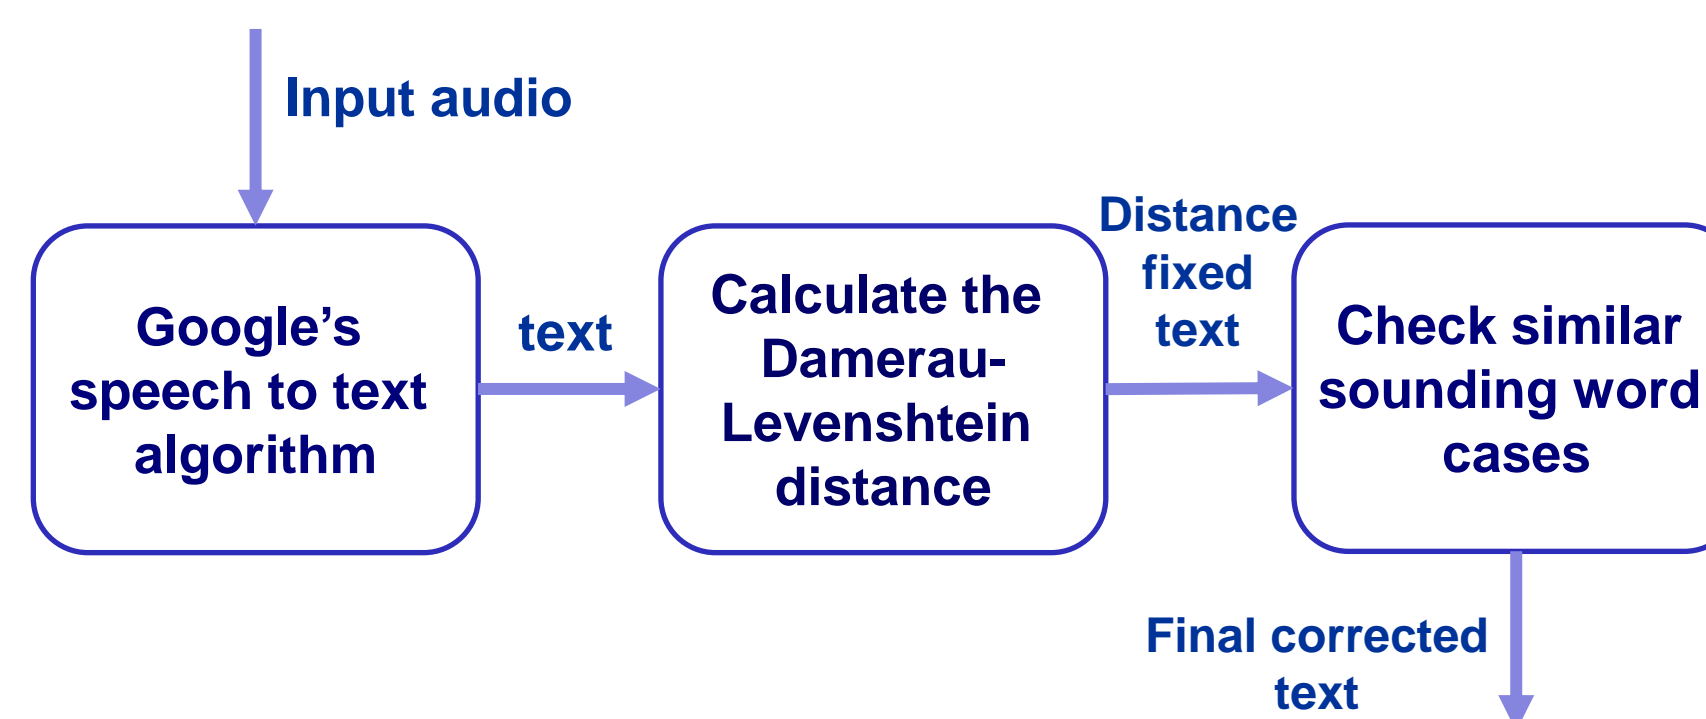 Input audio
Google’s
speech to text
algorithm
text
Calculate the
Damerau-
Levenshtein
distance
Distance
fixed
text
Check similar
sounding word
cases
Final corrected
text